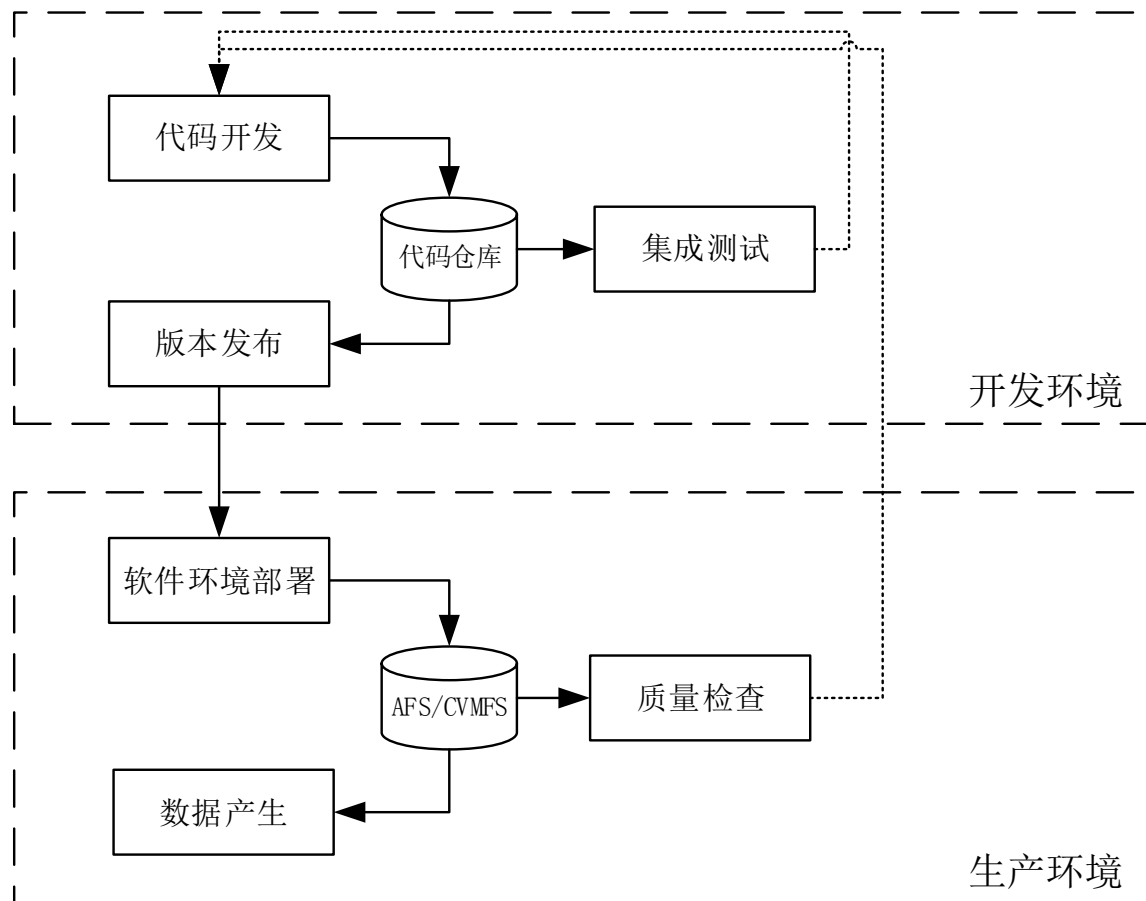 代码开发
代码仓库
集成测试
版本发布
开发环境
软件环境部署
AFS/CVMFS
质量检查
数据产生
生产环境